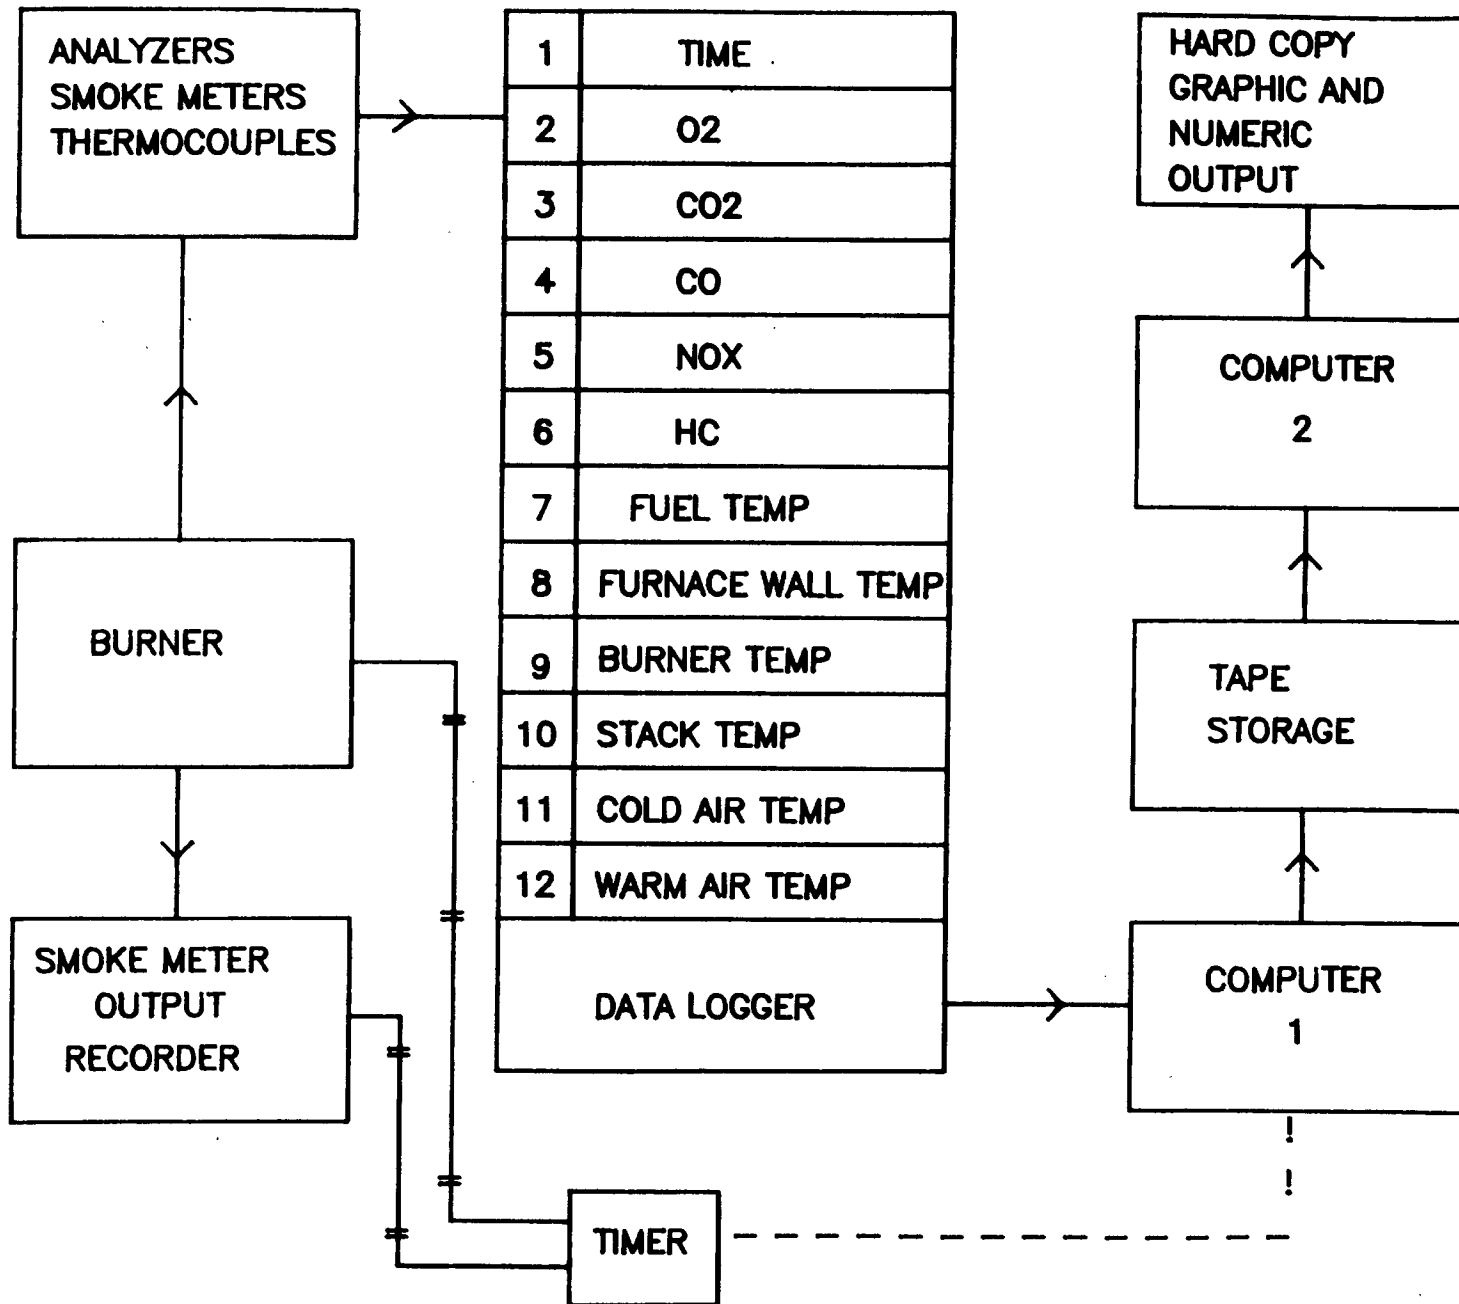 ANALYZERS
SMOKE METERS
THERMOCOUPLES
BURNER
SMOKE METER
OUTPUT
RECORDER
1 TIME
2 O2
3 CO2
4 CO
5 NOX
6 HC
7 FUEL TEMP
8 FURNACE WALL TEMP
9 BURNER TEMP
10 STACK TEMP
11 COLD AIR TEMP
12 WARM AIR TEMP
DATA LOGGER
TIMER
HARD COPY
GRAPHIC AND
NUMERIC
OUTPUT
COMPUTER
2
TAPE
STORAGE
COMPUTER
1